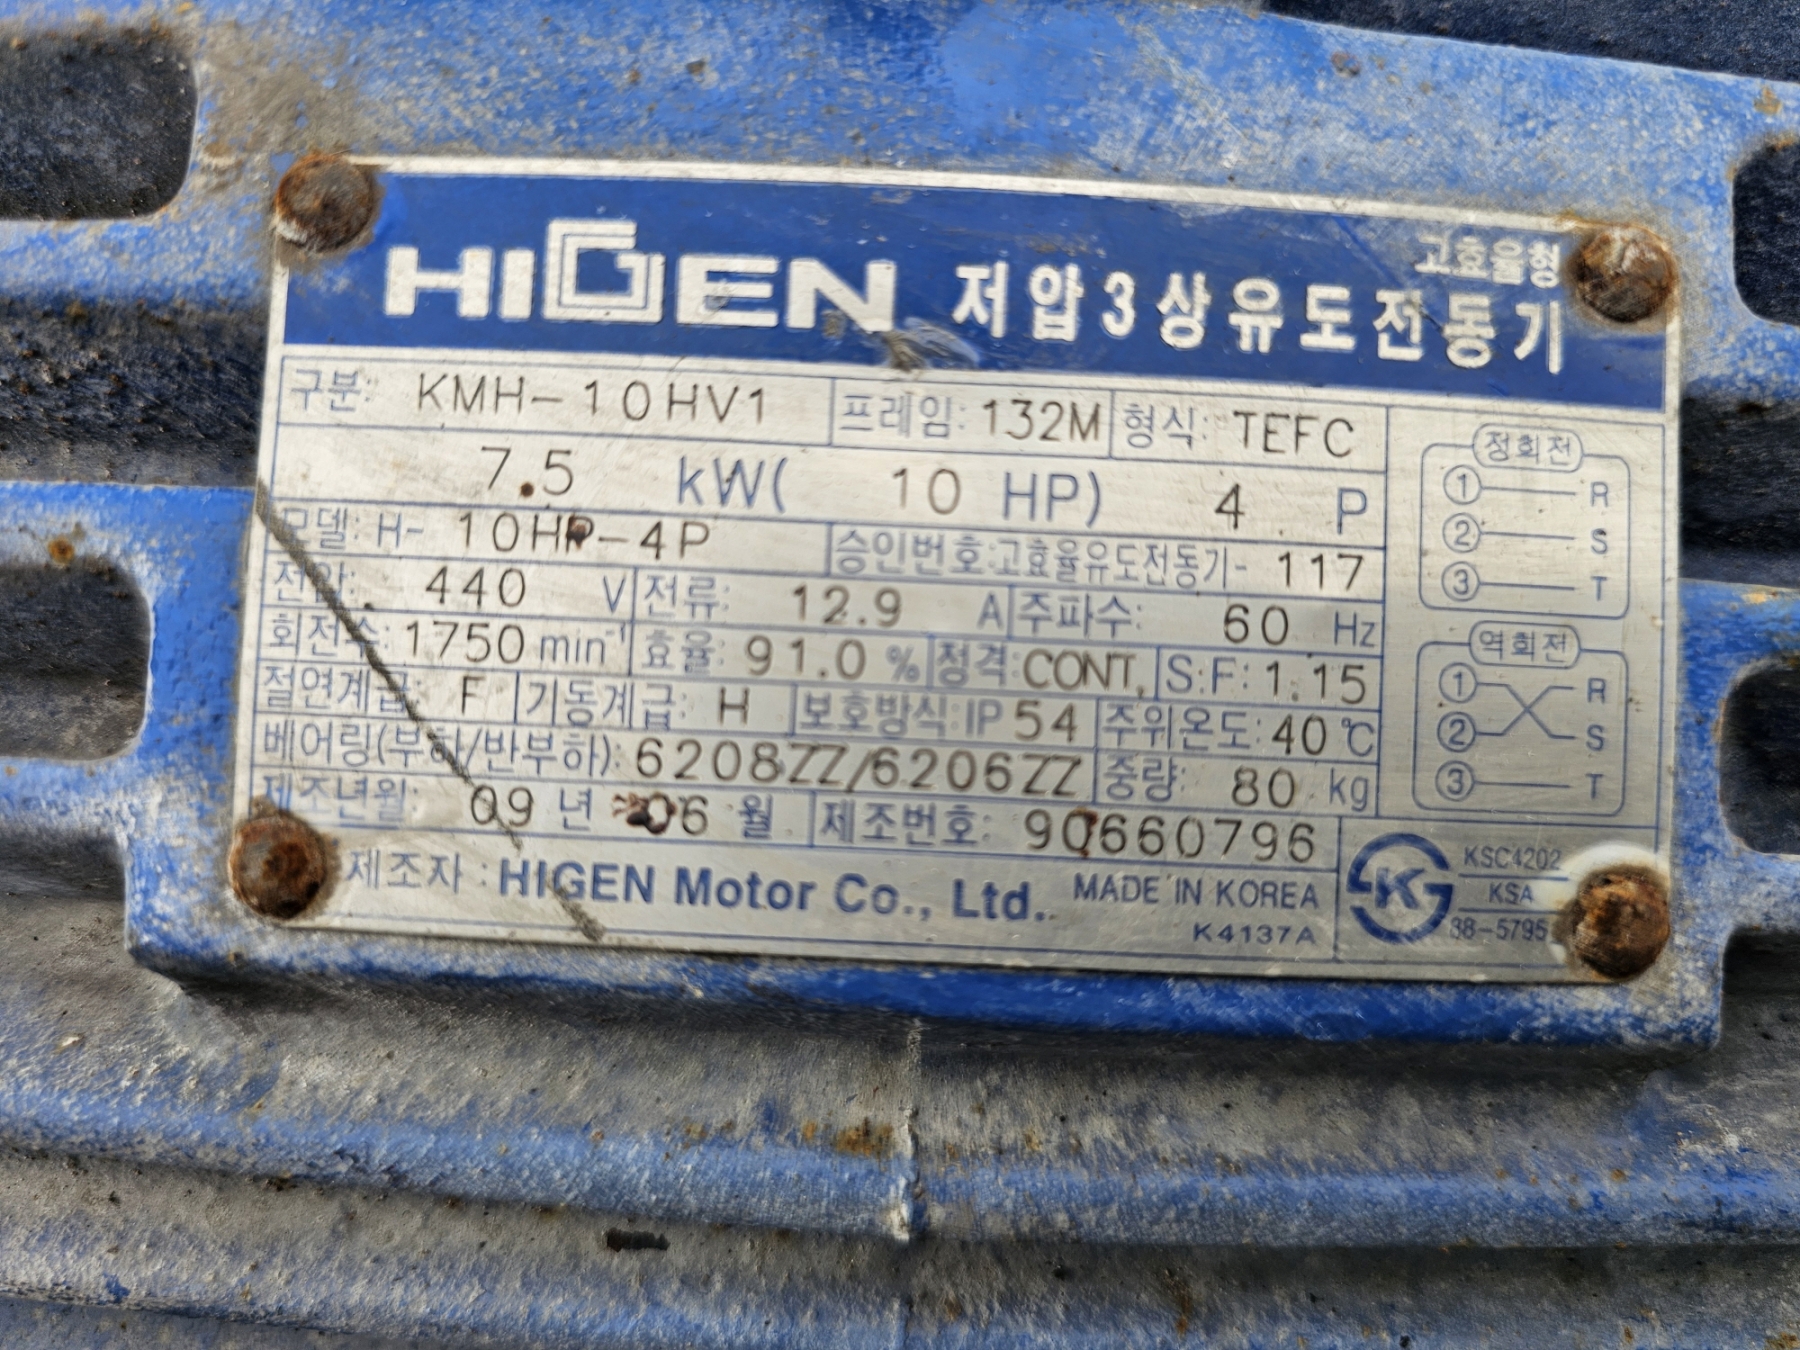 HIGEN 저압3상유도전동기 고효율형
구분: KMH-10HV1 프레임: 132M 형식: TEFC
7.5 kW( 10 HP) 4 P
모델: H- 10HP-4P 승인번호:고효율유도전동기- 117
전압: 440 V 전류: 12.9 A 주파수: 60 Hz
회전수: 1750 min⁻¹ 효율: 91.0 % 정격: CONT, S.F: 1.15
절연계급: F 기동계급: H 보호방식: IP 54 주위온도: 40 ℃
베어링(부하/반부하): 6208ZZ/6206ZZ 중량: 80 kg
제조년월: 09 년 06 월 제조번호: 90660796
제조자 : HIGEN Motor Co., Ltd. MADE IN KOREA
K4137A
정회전
① R
② S
③ T
역회전
① R
② S
③ T
KSC4202
KSA
88-5795